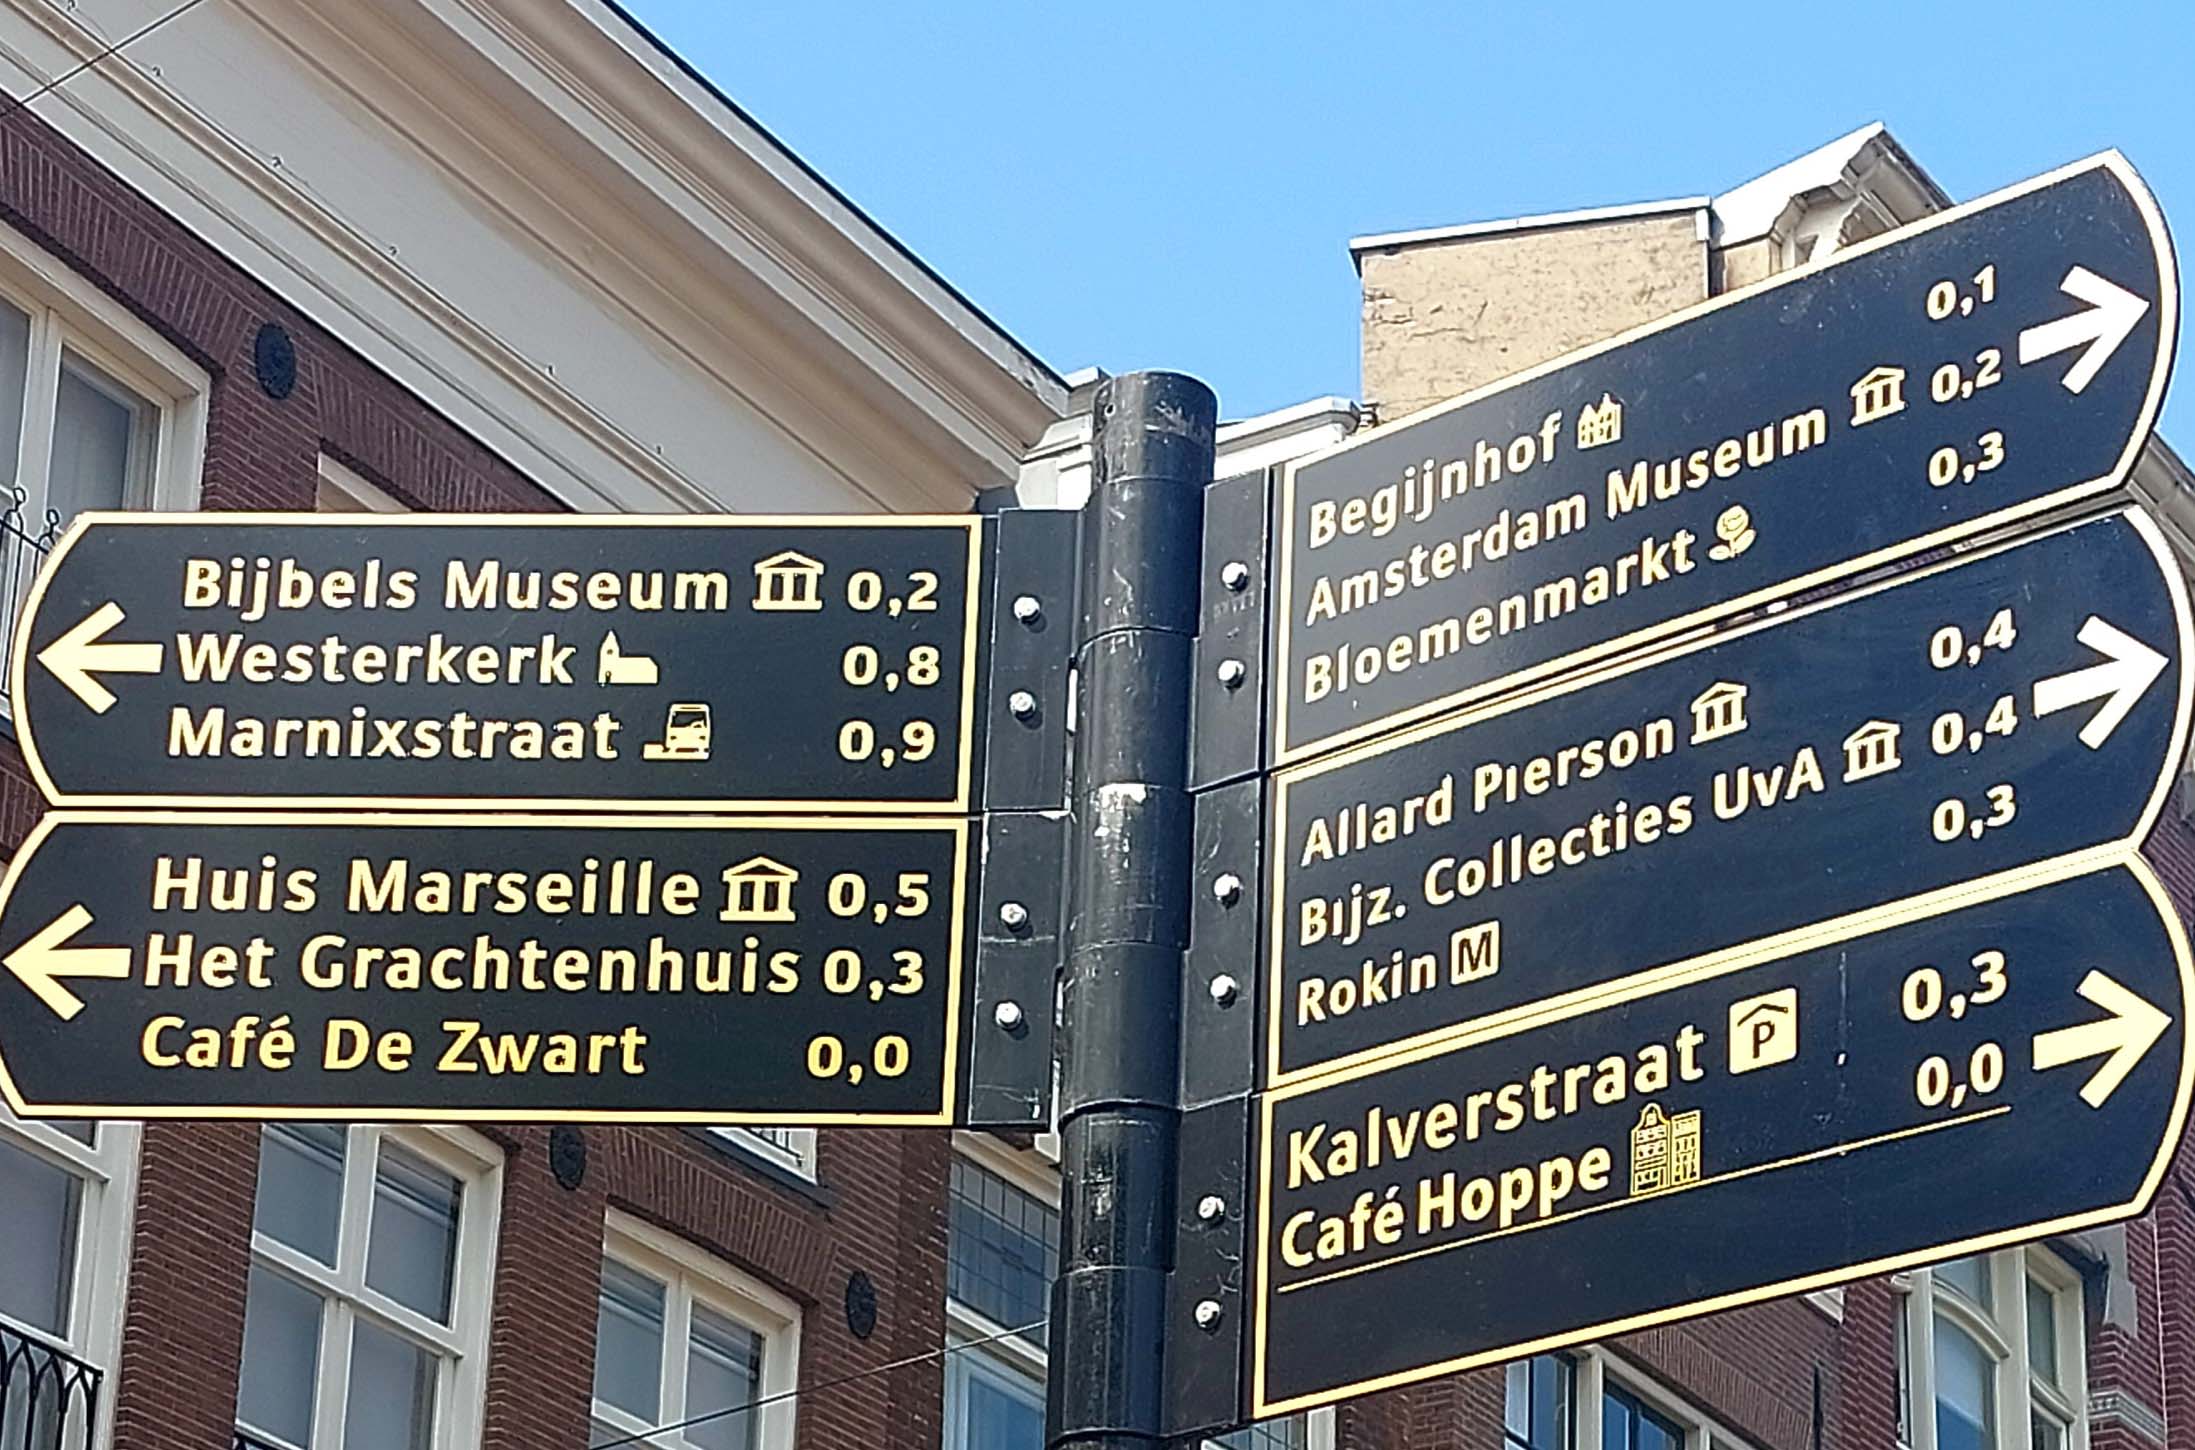 Bijbels Museum 0,2
Westerkerk 0,8
Marnixstraat 0,9
Huis Marseille 0,5
Het Grachtenhuis 0,3
Café De Zwart 0,0
Begijnhof 0,1
Amsterdam Museum 0,2
Bloemenmarkt 0,3
Allard Pierson 0,4
Bijz. Collecties UvA 0,4
Rokin M 0,3
Kalverstraat P 0,3
Café Hoppe 0,0